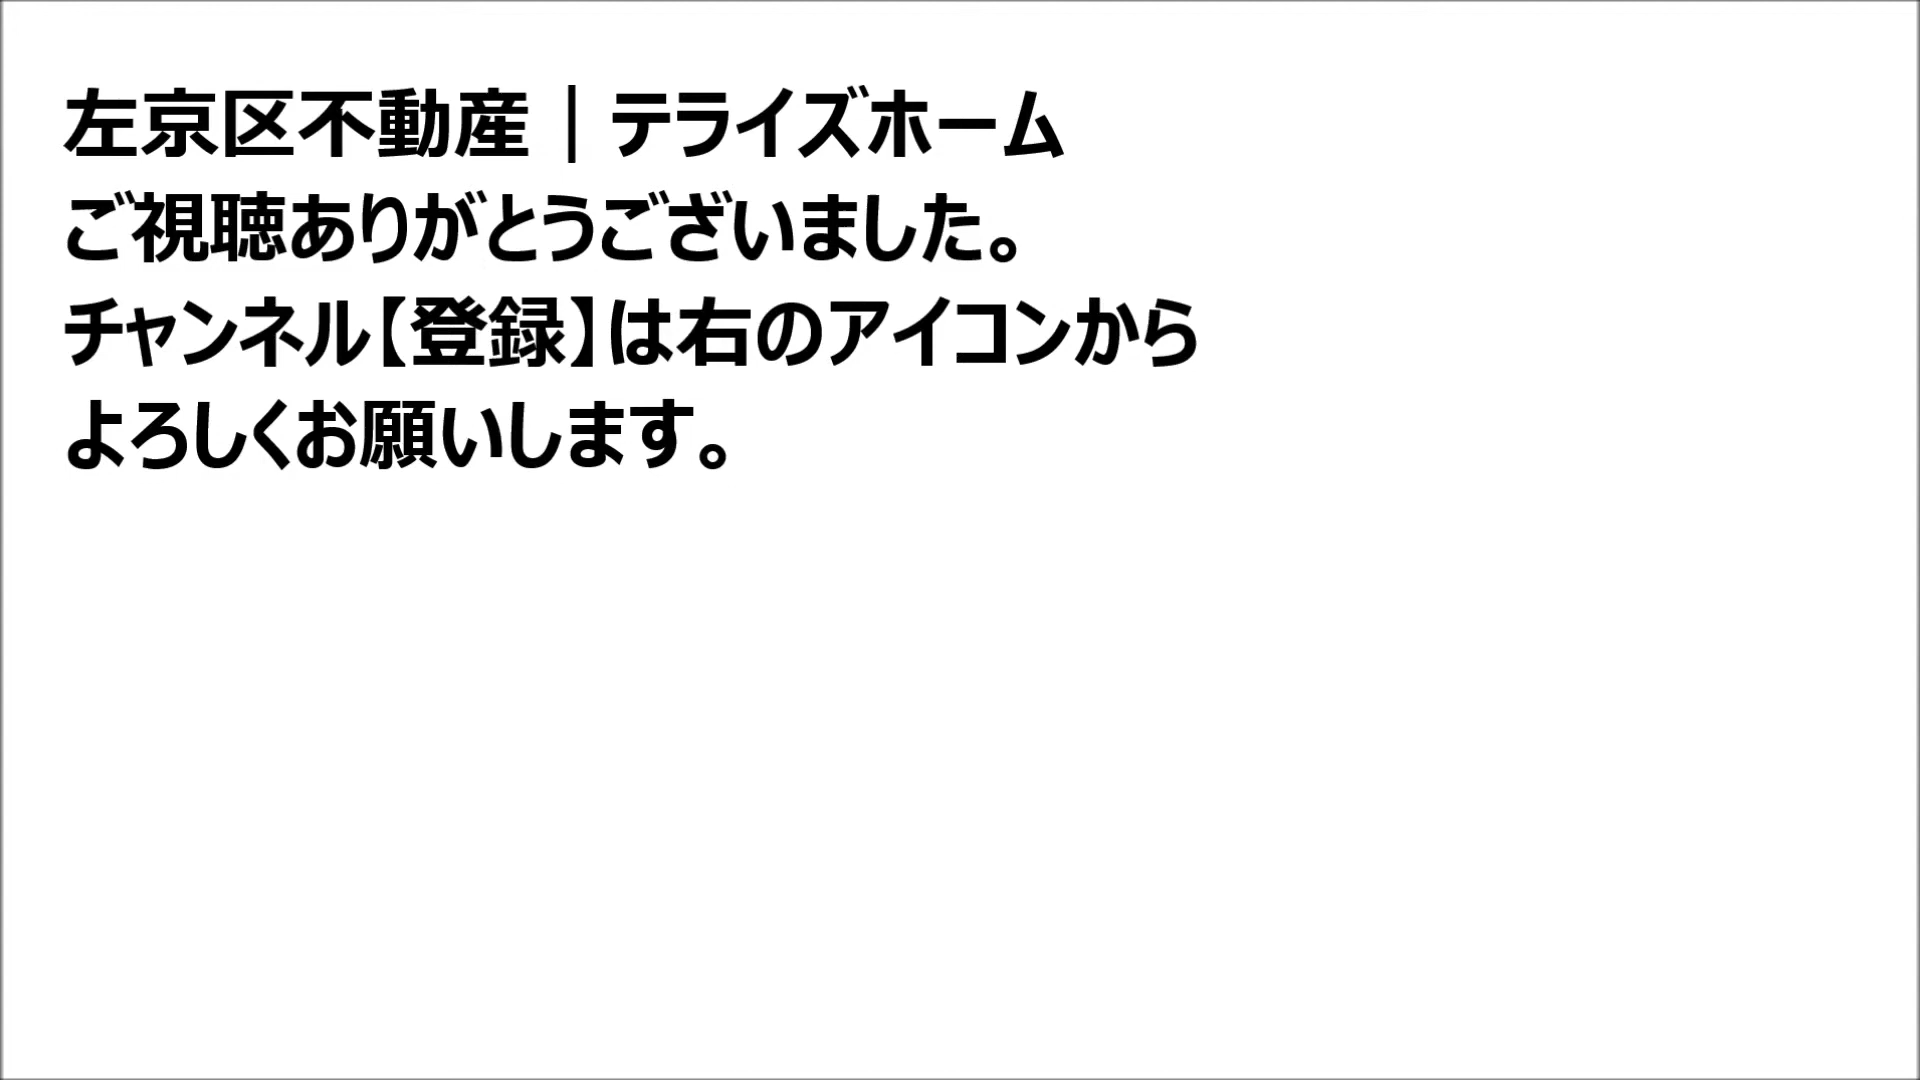 左京区不動産｜テライズホーム
ご視聴ありがとうございました。
チャンネル【登録】は右のアイコンから
よろしくお願いします。